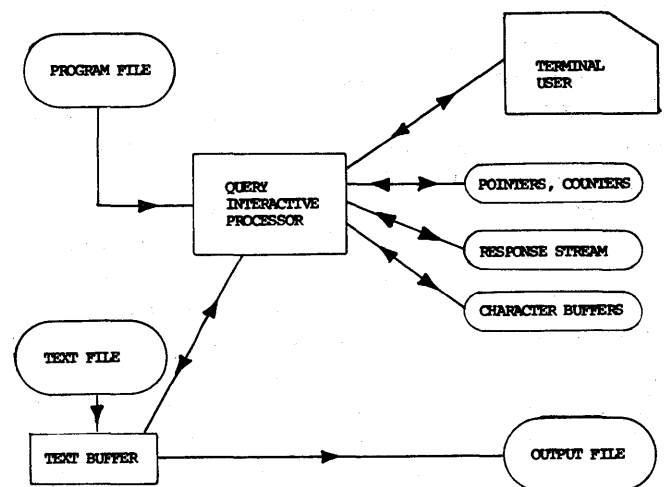 PROGRAM FILE
TERMINAL
USER
QUERY
INTERACTIVE
PROCESSOR
POINTERS, COUNTERS
RESPONSE STREAM
CHARACTER BUFFERS
TEXT FILE
TEXT BUFFER
OUTPUT FILE